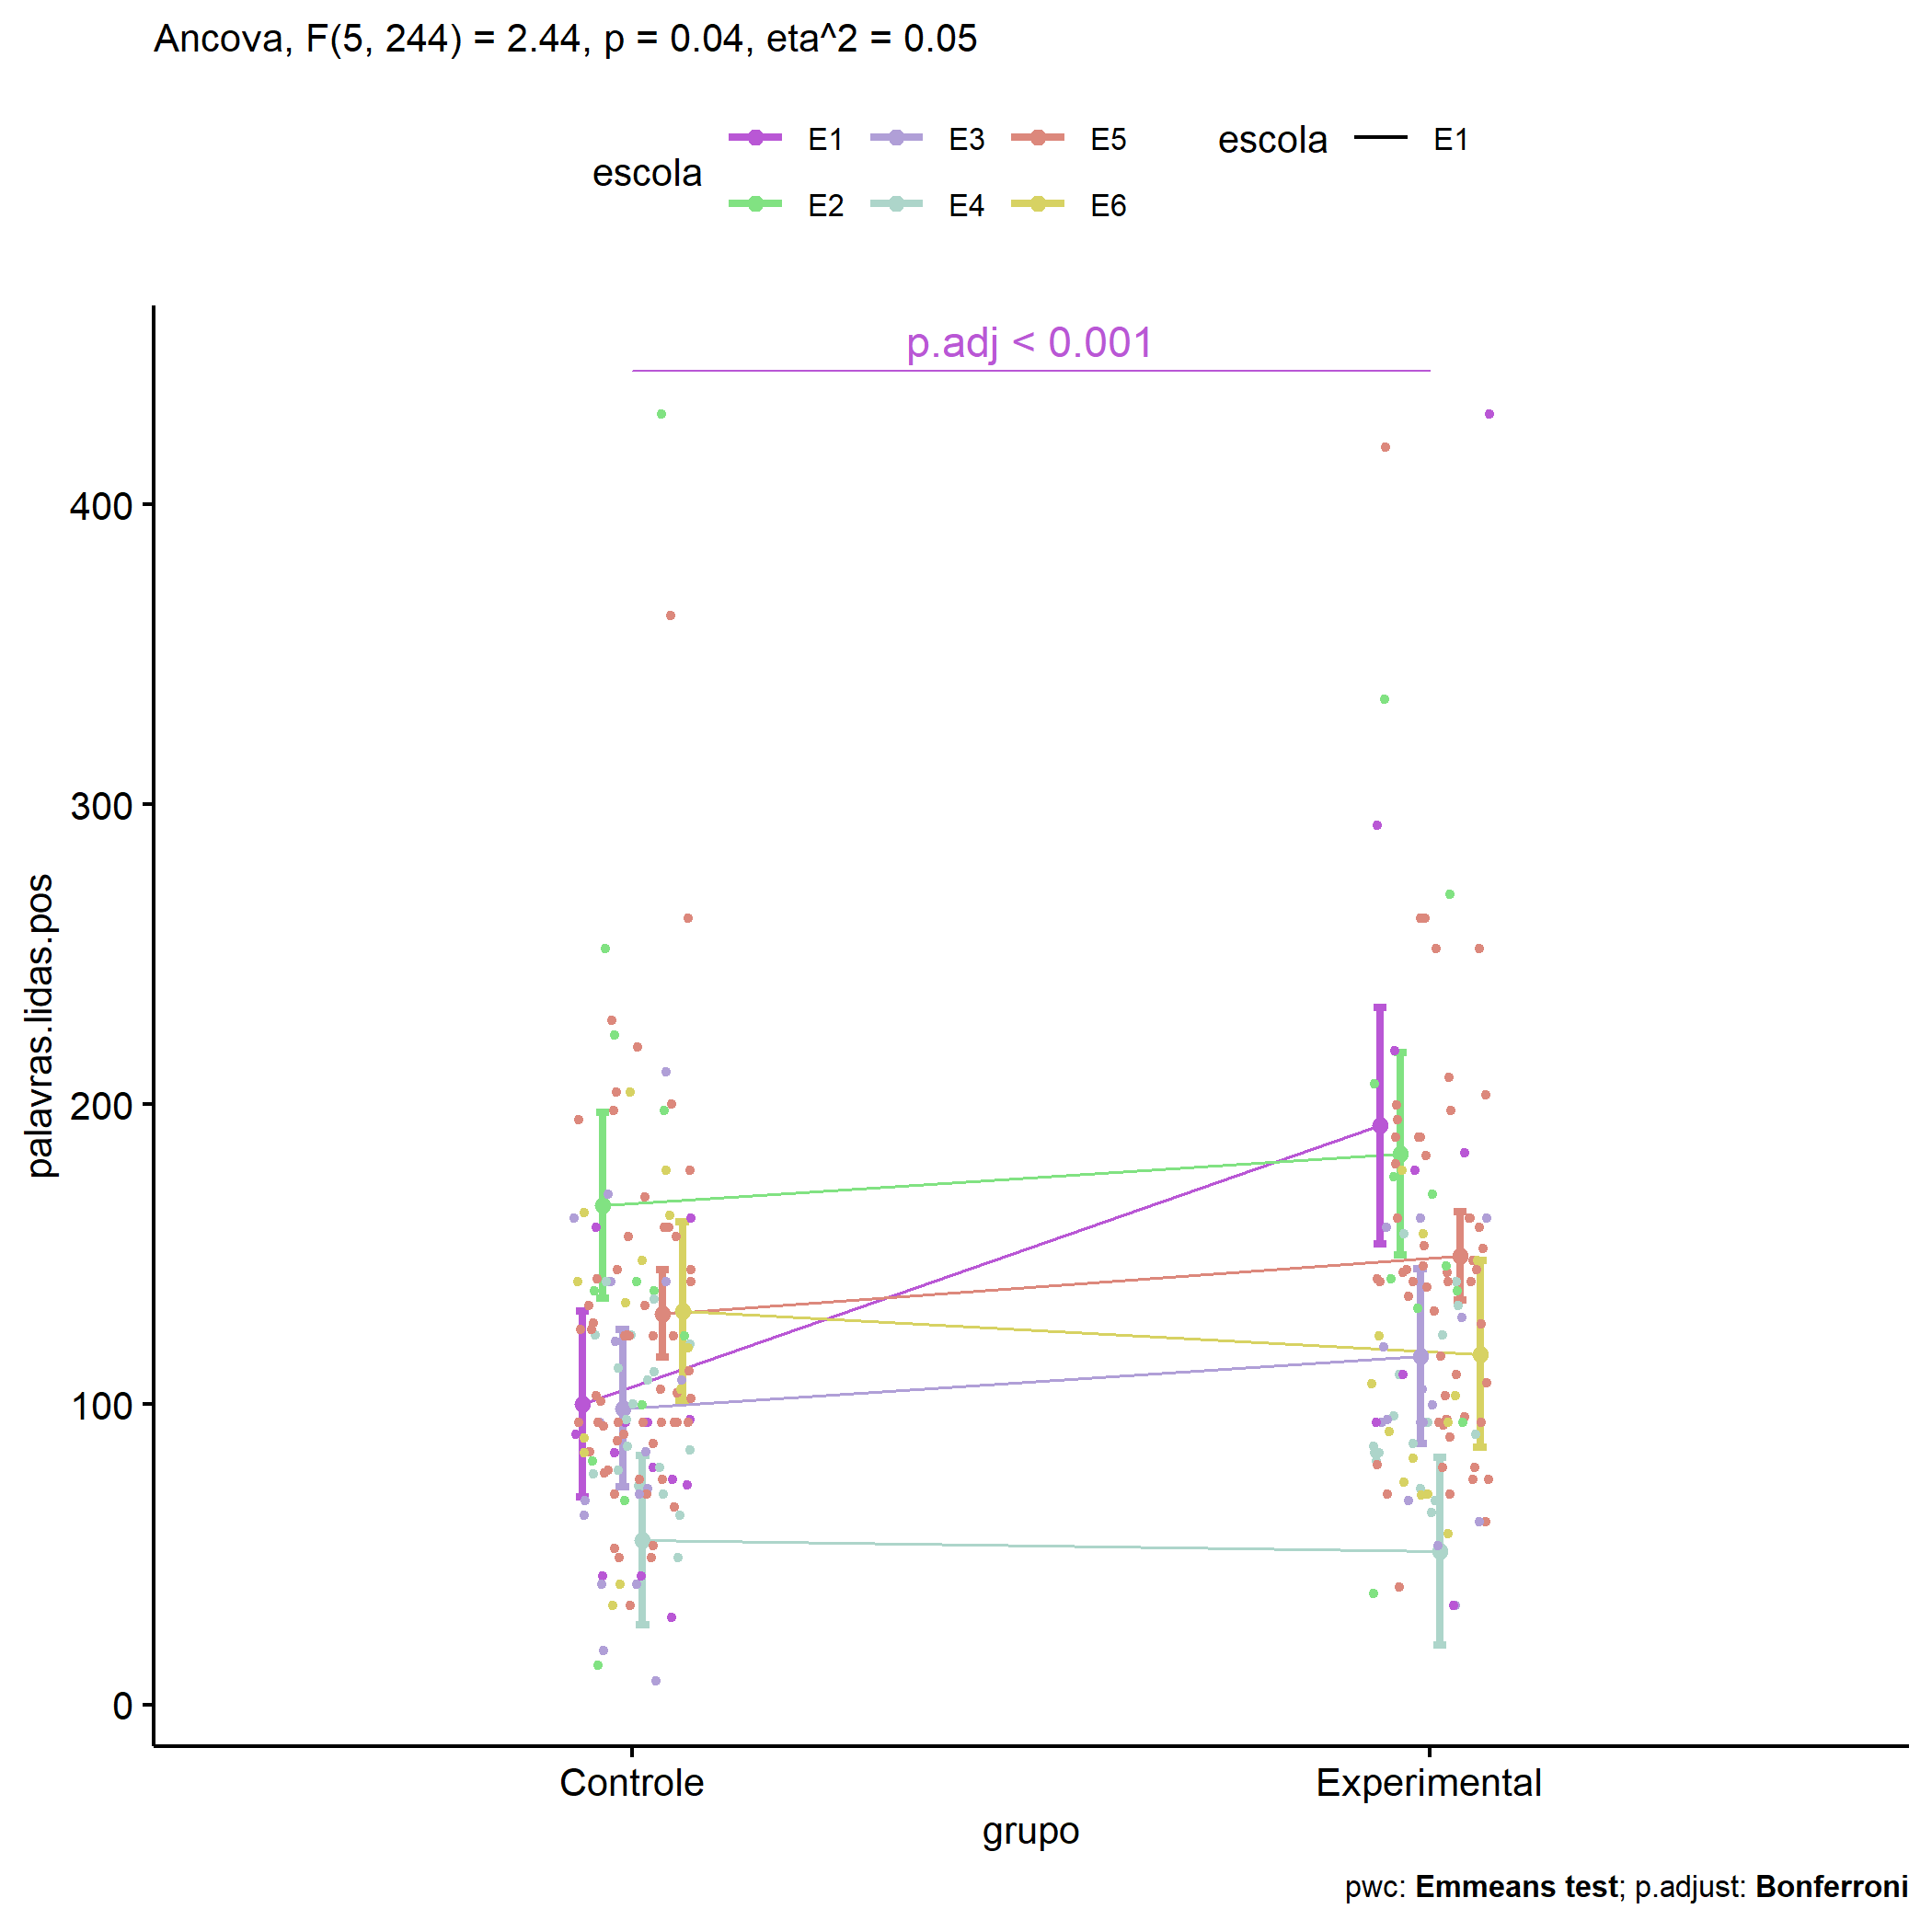 Ancova, F(5, 244) = 2.44, p = 0.04, eta^2 = 0.05
escola
E1
E3
E5
E2
E4
E6
escola
E1
p.adj < 0.001
palavras.lidas.pos
400
300
200
100
0
Controle
Experimental
grupo
pwc: Emmeans test; p.adjust: Bonferroni